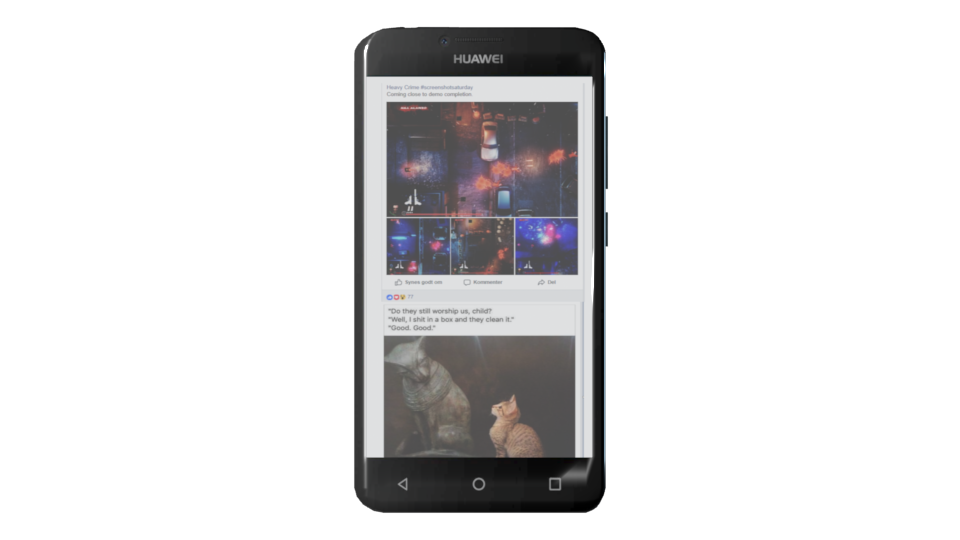 HUAWEI
Heavy Crime #screenshotsaturday
Coming close to demo completion.
Synes godt om
Kommenter
Del
77
"Do they still worship us, child?
"Well, I shit in a box and they clean it."
"Good. Good."